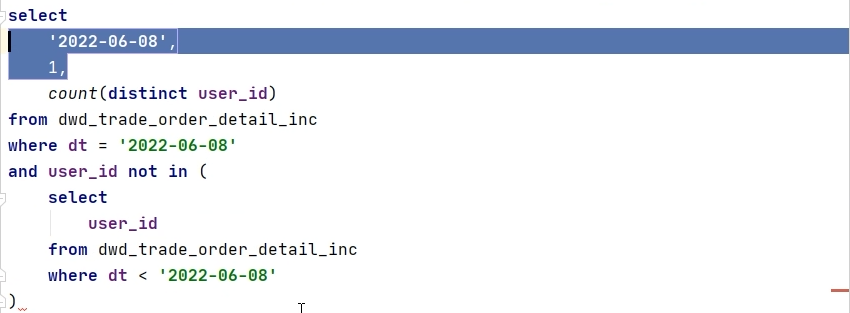 select
    '2022-06-08',
    1,
    count(distinct user_id)
from dwd_trade_order_detail_inc
where dt = '2022-06-08'
and user_id not in (
    select
        user_id
    from dwd_trade_order_detail_inc
    where dt < '2022-06-08'
)